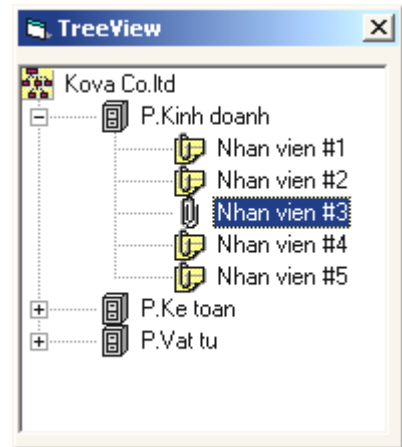 TreeView
Kova Co.ltd
P.Kinh doanh
Nhan vien #1
Nhan vien #2
Nhan vien #3
Nhan vien #4
Nhan vien #5
P.Ke toan
P.Vat tu